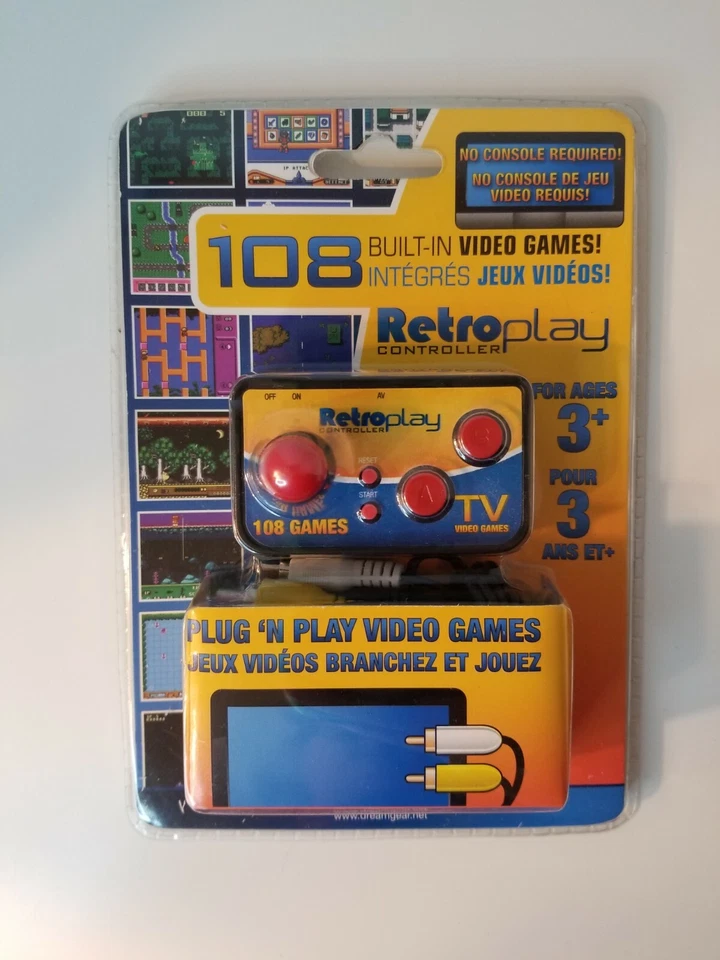 NO CONSOLE REQUIRED!
NO CONSOLE DE JEU
VIDEO REQUIS!
108 BUILT-IN VIDEO GAMES!
INTÉGRÉS JEUX VIDÉOS!
Retroplay
CONTROLLER
FOR AGES
3+
POUR
3
ANS ET+
OFF ON AV
Retroplay
CONTROLLER
RESET
START
A
B
108 GAMES
TV
VIDEO GAMES
PLUG 'N PLAY VIDEO GAMES
JEUX VIDÉOS BRANCHEZ ET JOUEZ
www.dreamgear.net